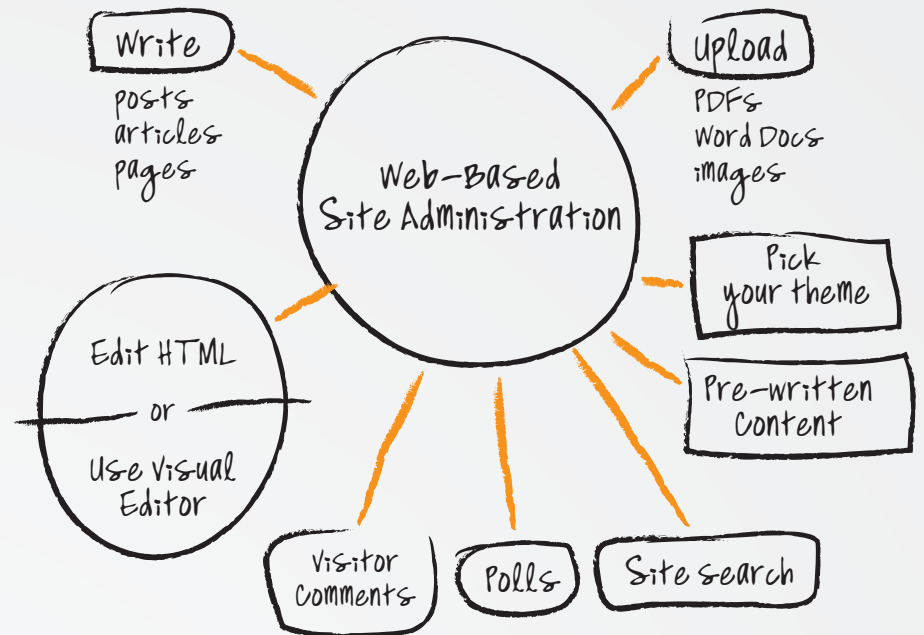 Write
posts
articles
pages
Upload
PDFs
Word Docs
images
Web-Based
Site Administration
Pick
your theme
Pre-written
Content
Edit HTML
or
Use Visual
Editor
Visitor
Comments
Polls
Site search